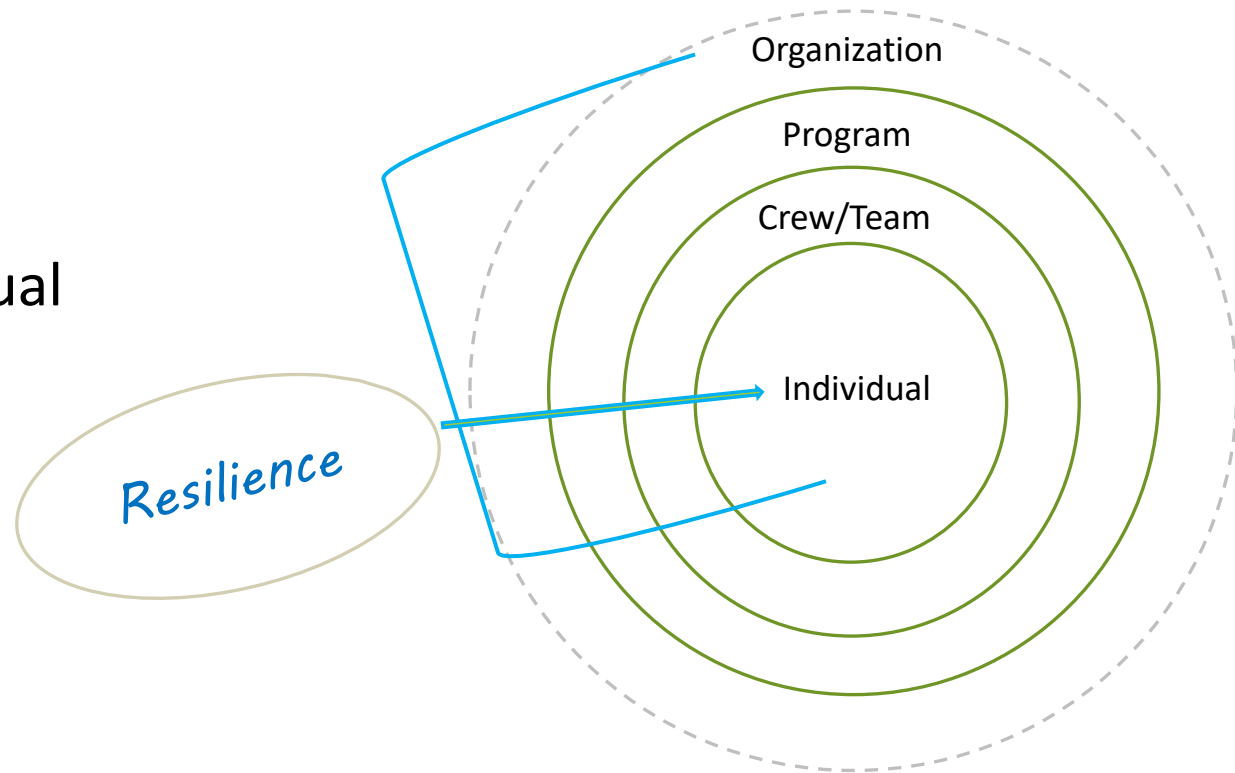 Organization
Program
Crew/Team
ual
Individual
Resilience